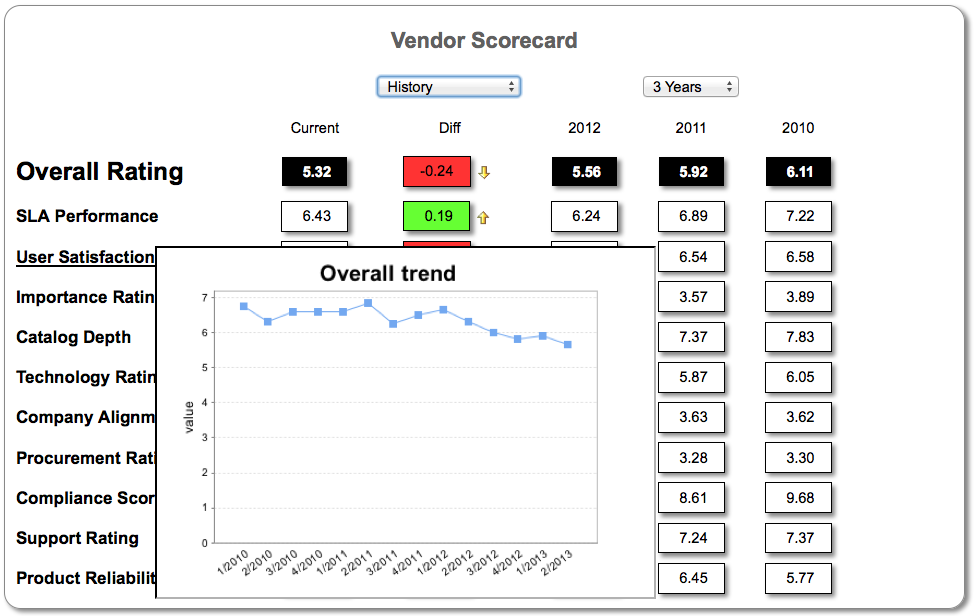 Vendor Scorecard
History 3 Years
Current Diff 2012 2011 2010
Overall Rating 5.32 -0.24 5.56 5.92 6.11
SLA Performance 6.43 0.19 6.24 6.89 7.22
User Satisfaction 6.54 6.58
Importance Ratin 3.57 3.89
Catalog Depth 7.37 7.83
Technology Ratin 5.87 6.05
Company Alignm 3.63 3.62
Procurement Rati 3.28 3.30
Compliance Scor 8.61 9.68
Support Rating 7.24 7.37
Product Reliabilit 6.45 5.77
Overall trend
value
7
6
5
4
3
2
1
0
1/2010 2/2010 3/2010 4/2010 1/2011 2/2011 3/2011 4/2011 1/2012 2/2012 3/2012 4/2012 1/2013 2/2013